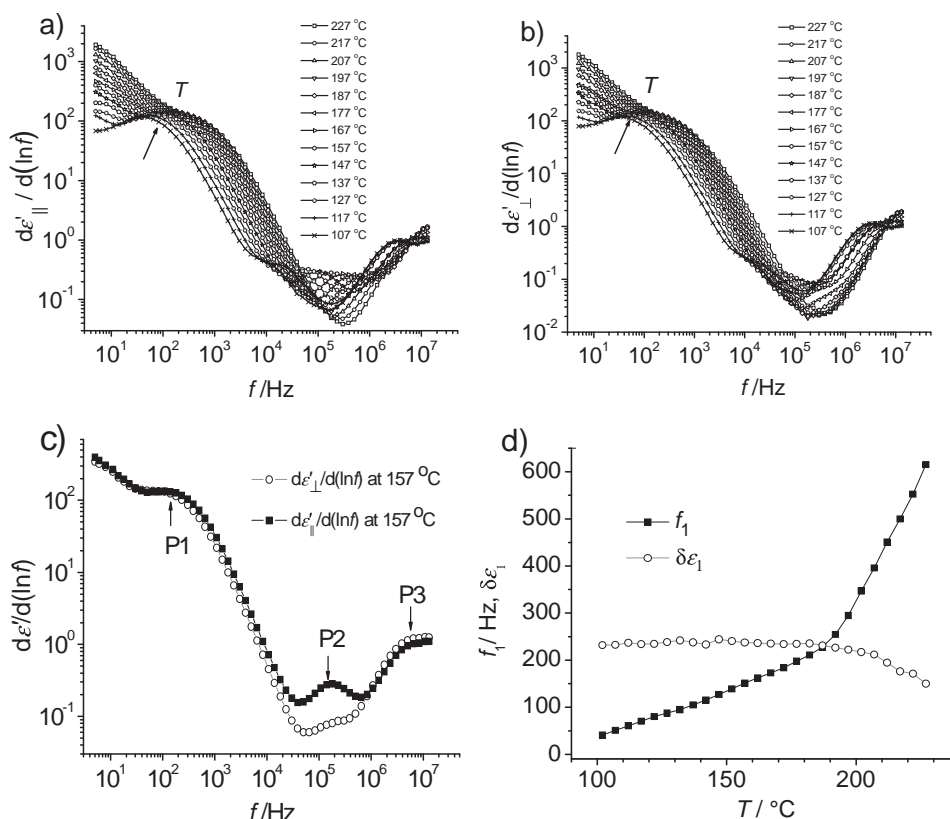 a)
dε′∥ / d(lnf)
10³
10²
10¹
10⁰
10⁻¹
T
227 °C
217 °C
207 °C
197 °C
187 °C
177 °C
167 °C
157 °C
147 °C
137 °C
127 °C
117 °C
107 °C
10¹ 10² 10³ 10⁴ 10⁵ 10⁶ 10⁷
f /Hz
b)
dε′⊥ / d(lnf)
10³
10²
10¹
10⁰
10⁻¹
10⁻²
T
227 °C
217 °C
207 °C
197 °C
187 °C
177 °C
167 °C
157 °C
147 °C
137 °C
127 °C
117 °C
107 °C
10¹ 10² 10³ 10⁴ 10⁵ 10⁶ 10⁷
f /Hz
c)
dε′/d(lnf)
10²
10¹
10⁰
10⁻¹
dε′⊥/d(lnf) at 157 °C
dε′∥/d(lnf) at 157 °C
P1
P2
P3
10¹ 10² 10³ 10⁴ 10⁵ 10⁶ 10⁷
f /Hz
d)
f₁/ Hz, δε₁
600
500
400
300
200
100
0
f₁
δε₁
100 150 200
T / °C